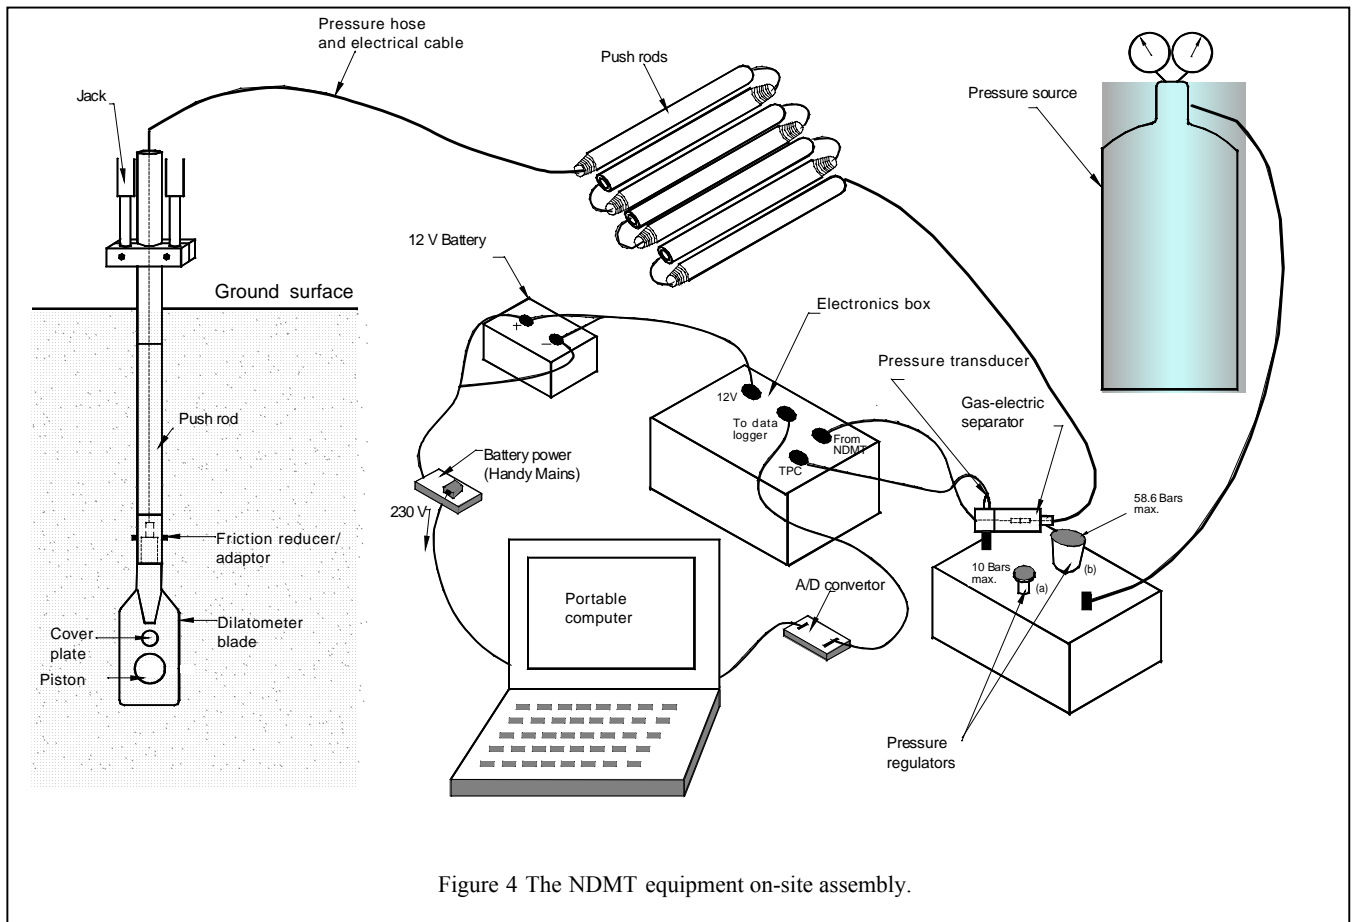 Pressure hose
and electrical cable
Push rods
Jack
Pressure source
12 V Battery
Ground surface
Electronics box
+
−
Pressure transducer
12V
Gas-electric
separator
To data
logger
Push rod
From
NDMT
TPC
Battery power
(Handy Mains)
58.6 Bars
max.
230 V
Friction reducer/
adaptor
10 Bars
max.
(a)
(b)
A/D convertor
Portable
computer
Dilatometer
blade
Cover
plate
Piston
Pressure
regulators
Figure 4 The NDMT equipment on-site assembly.